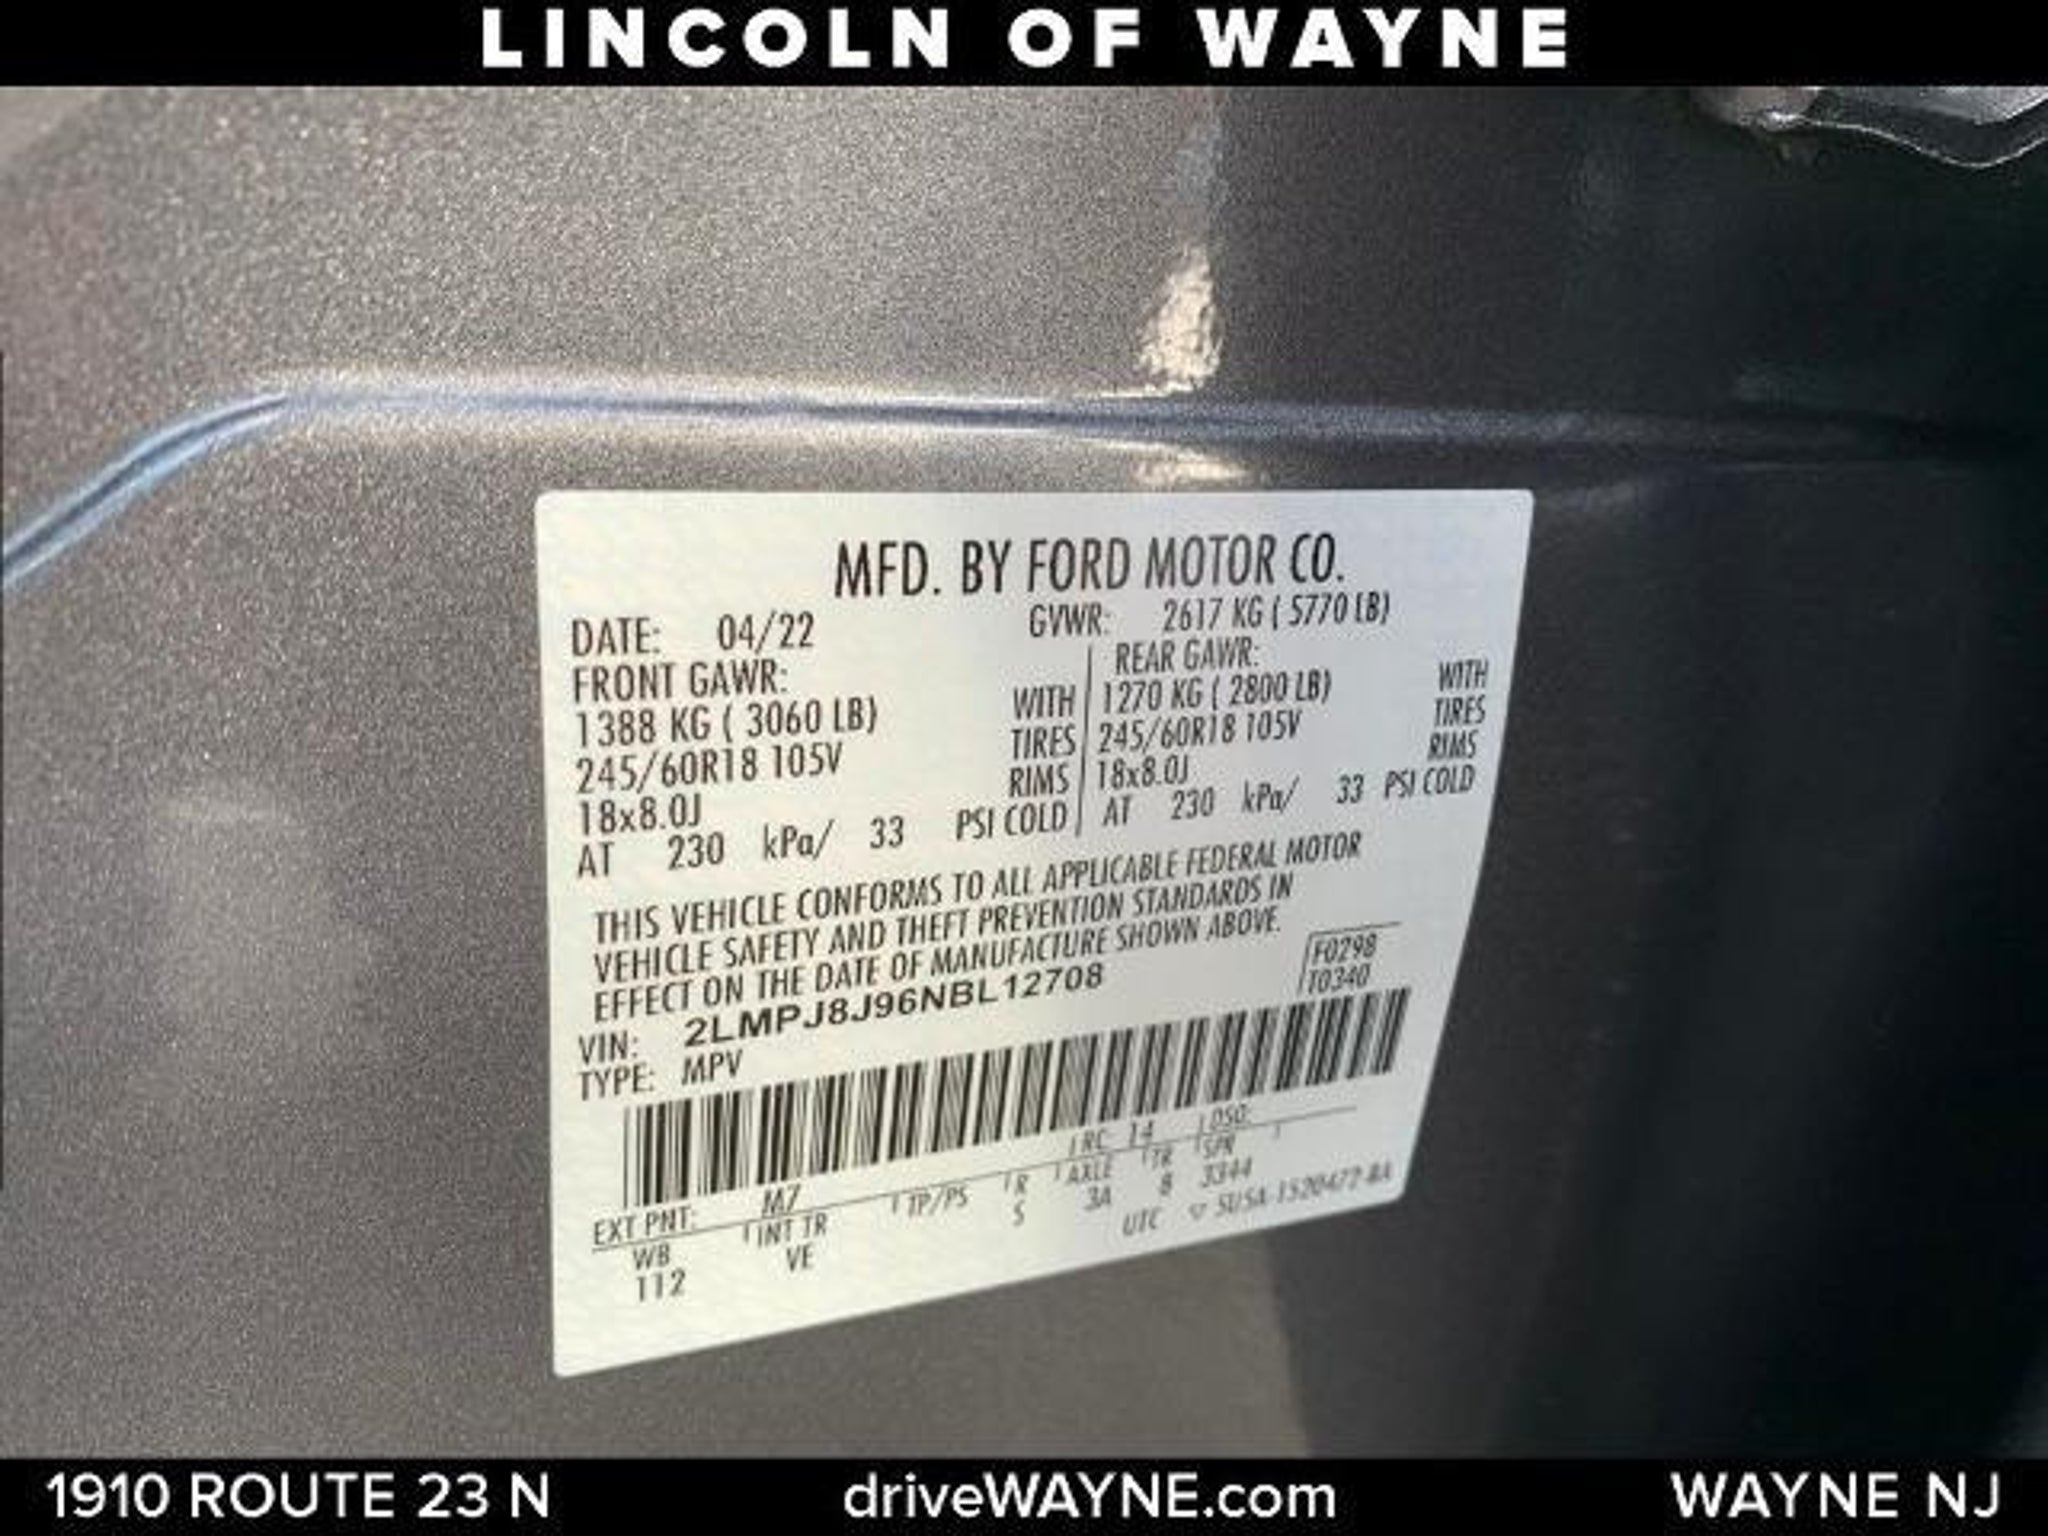 LINCOLN OF WAYNE
MFD. BY FORD MOTOR CO.
DATE: 04/22 GVWR: 2617 KG ( 5770 LB)
FRONT GAWR: REAR GAWR:
1388 KG ( 3060 LB) WITH 1270 KG ( 2800 LB) WITH
245/60R18 105V TIRES 245/60R18 105V TIRES
18x8.0J RIMS 18x8.0J RIMS
AT 230 kPa/ 33 PSI COLD AT 230 kPa/ 33 PSI COLD
THIS VEHICLE CONFORMS TO ALL APPLICABLE FEDERAL MOTOR
VEHICLE SAFETY AND THEFT PREVENTION STANDARDS IN
EFFECT ON THE DATE OF MANUFACTURE SHOWN ABOVE.
F0298
T0340
VIN: 2LMPJ8J96NBL12708
TYPE: MPV
EXT PNT: M7 RC 14 DSO:
WB INT TR TP/PS R AXLE TR SPR
112 VE S 3A 8 3344
UTC ▽ 5U5A-1520472-BA
1910 ROUTE 23 N driveWAYNE.com WAYNE NJ